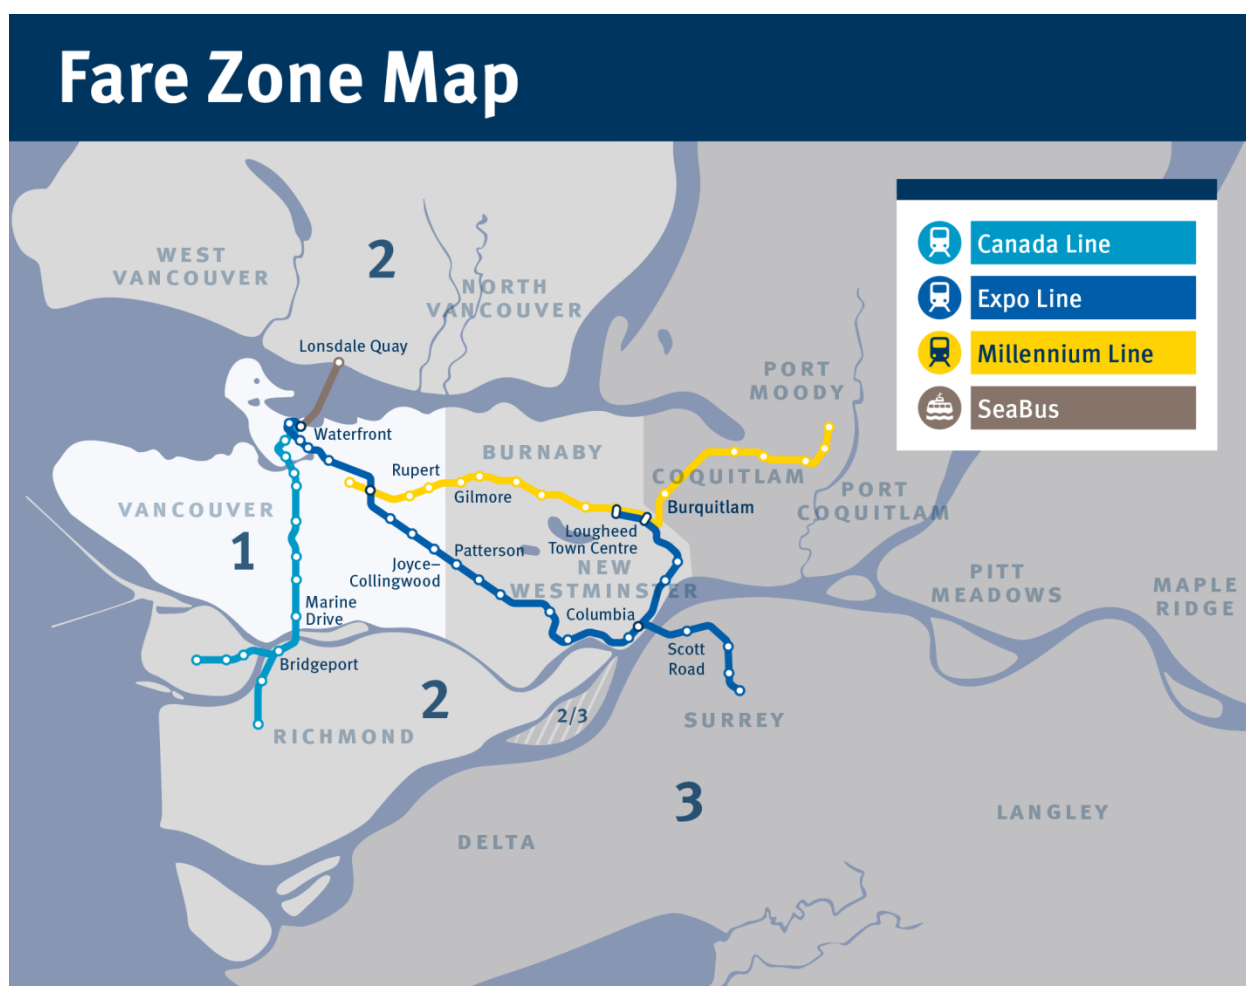 Fare Zone Map
Canada Line
Expo Line
Millennium Line
SeaBus
WEST
VANCOUVER
2
NORTH
VANCOUVER
Lonsdale Quay
PORT
MOODY
Waterfront
BURNABY
Rupert
Gilmore
COQUITLAM
Burquitlam
PORT
COQUITLAM
VANCOUVER
1
Lougheed
Town Centre
Patterson
Joyce–
Collingwood
NEW
WESTMINSTER
PITT
MEADOWS
MAPLE
RIDGE
Marine
Drive
Columbia
Bridgeport
Scott
Road
2
2/3
SURREY
RICHMOND
3
LANGLEY
DELTA